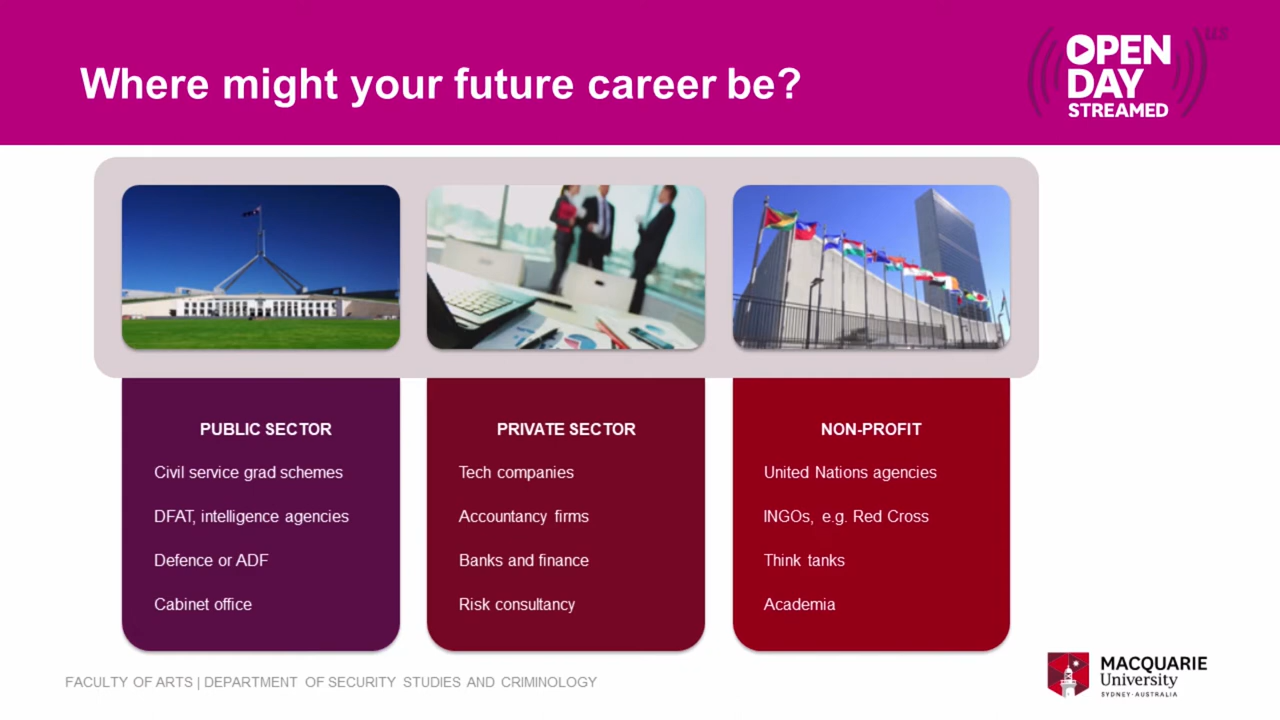 Where might your future career be?
OPEN
DAY
STREAMED
PUBLIC SECTOR
Civil service grad schemes
DFAT, intelligence agencies
Defence or ADF
Cabinet office
PRIVATE SECTOR
Tech companies
Accountancy firms
Banks and finance
Risk consultancy
NON-PROFIT
United Nations agencies
INGOs, e.g. Red Cross
Think tanks
Academia
FACULTY OF ARTS | DEPARTMENT OF SECURITY STUDIES AND CRIMINOLOGY
MACQUARIE
University
SYDNEY·AUSTRALIA